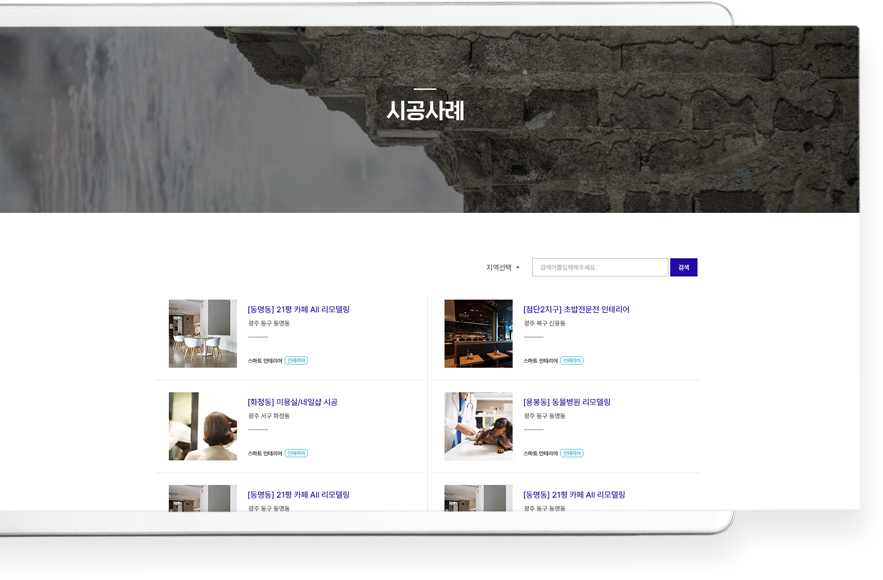 시공사례
지역선택
검색어를입력해주세요.
검색
[동명동] 21평 카페 All 리모델링
광주 동구 동명동
스마트 인테리어 인테리어
[첨단2지구] 초밥전문전 인테리어
광주 북구 신용동
스마트 인테리어 인테리어
[화정동] 미용실/네일샵 시공
광주 서구 화정동
스마트 인테리어 인테리어
[용봉동] 동물병원 리모델링
광주 동구 동명동
스마트 인테리어 인테리어
[동명동] 21평 카페 All 리모델링
광주 동구 동명동
[동명동] 21평 카페 All 리모델링
광주 동구 동명동